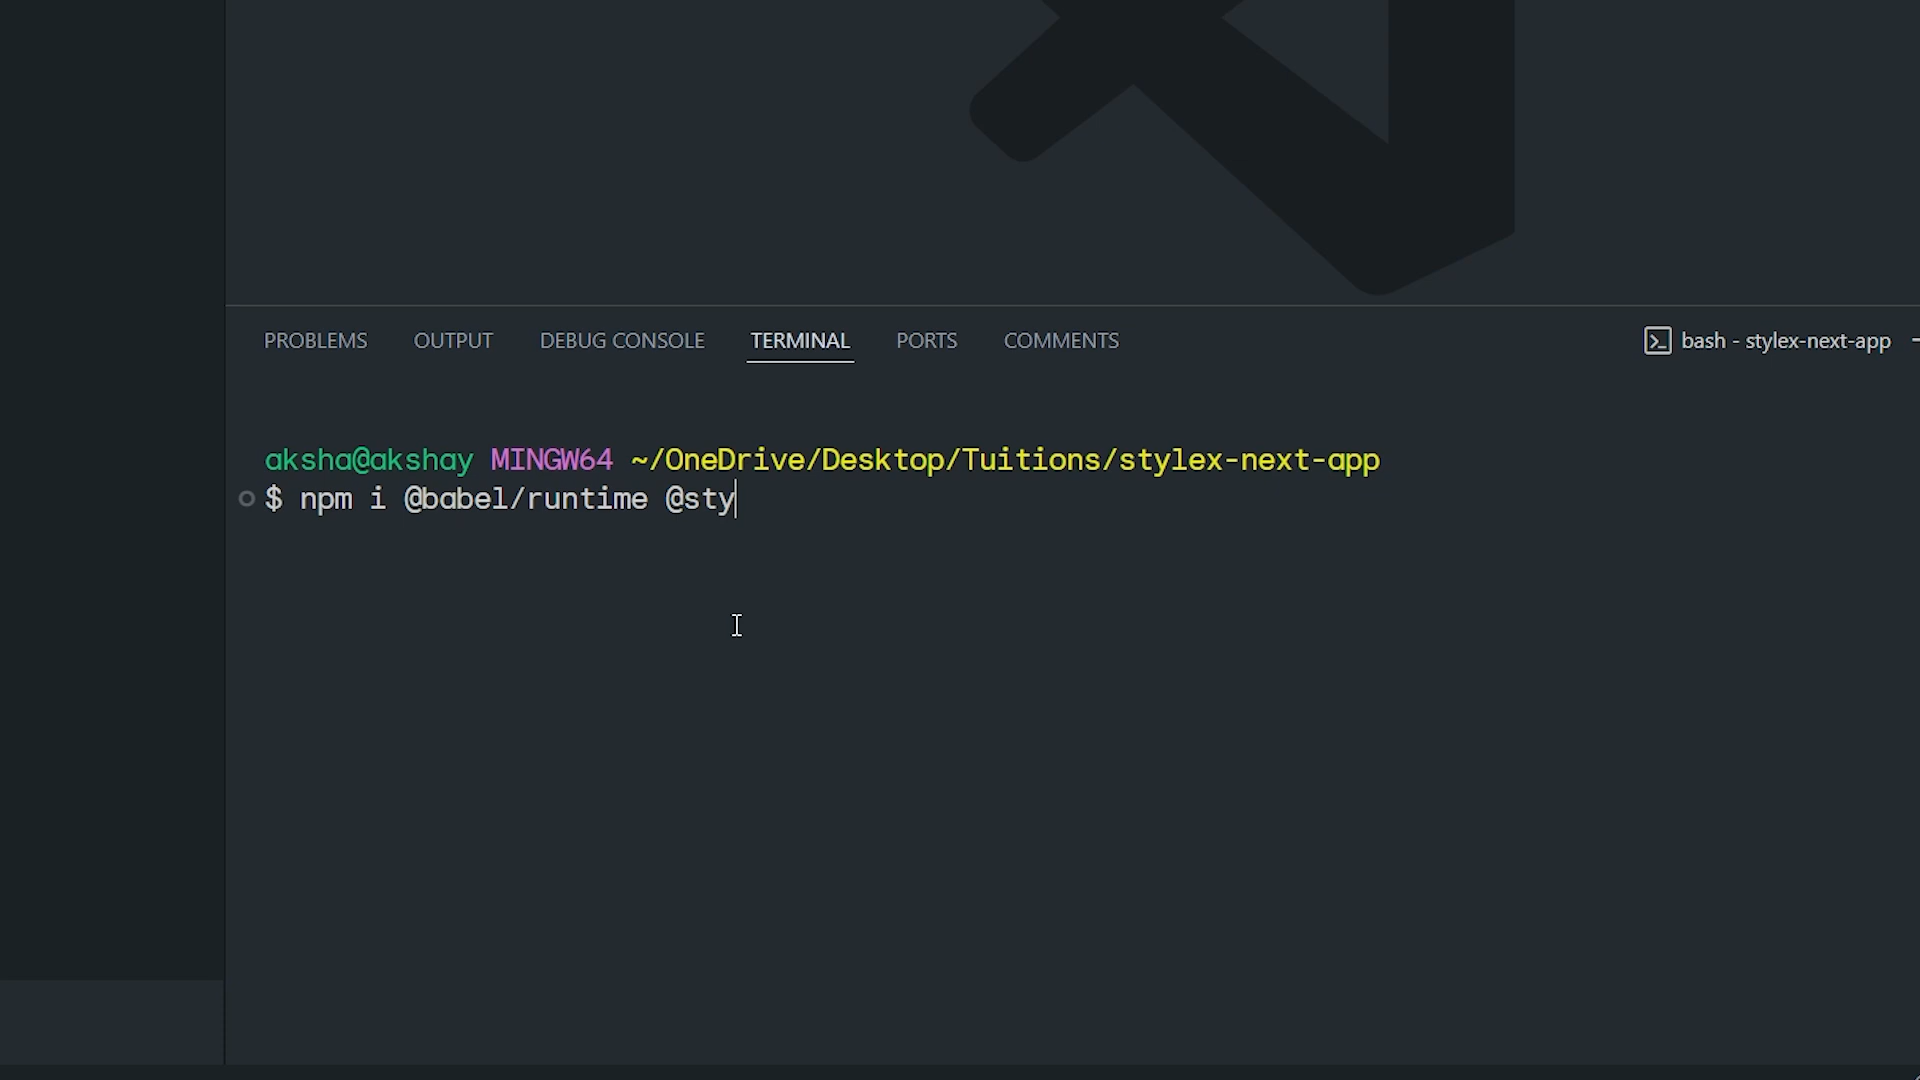 PROBLEMS OUTPUT DEBUG CONSOLE TERMINAL PORTS COMMENTS bash - stylex-next-app
aksha@akshay MINGW64 ~/OneDrive/Desktop/Tuitions/stylex-next-app
$ npm i @babel/runtime @sty